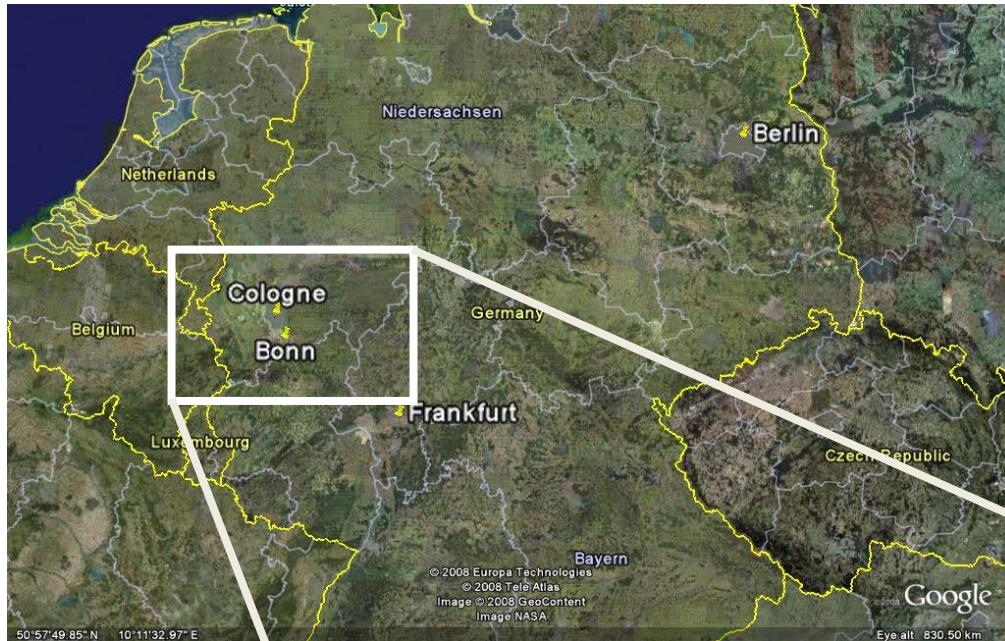 Niedersachsen
Berlin
Netherlands
Cologne
Germany
Belgium
Bonn
Frankfurt
Luxembourg
Czech Republic
Bayern
© 2008 Europa Technologies
© 2008 Tele Atlas
Image © 2008 GeoContent
Image NASA
©2008 Google
50°57'49.85" N 10°11'32.97" E
Eye alt 830.50 km